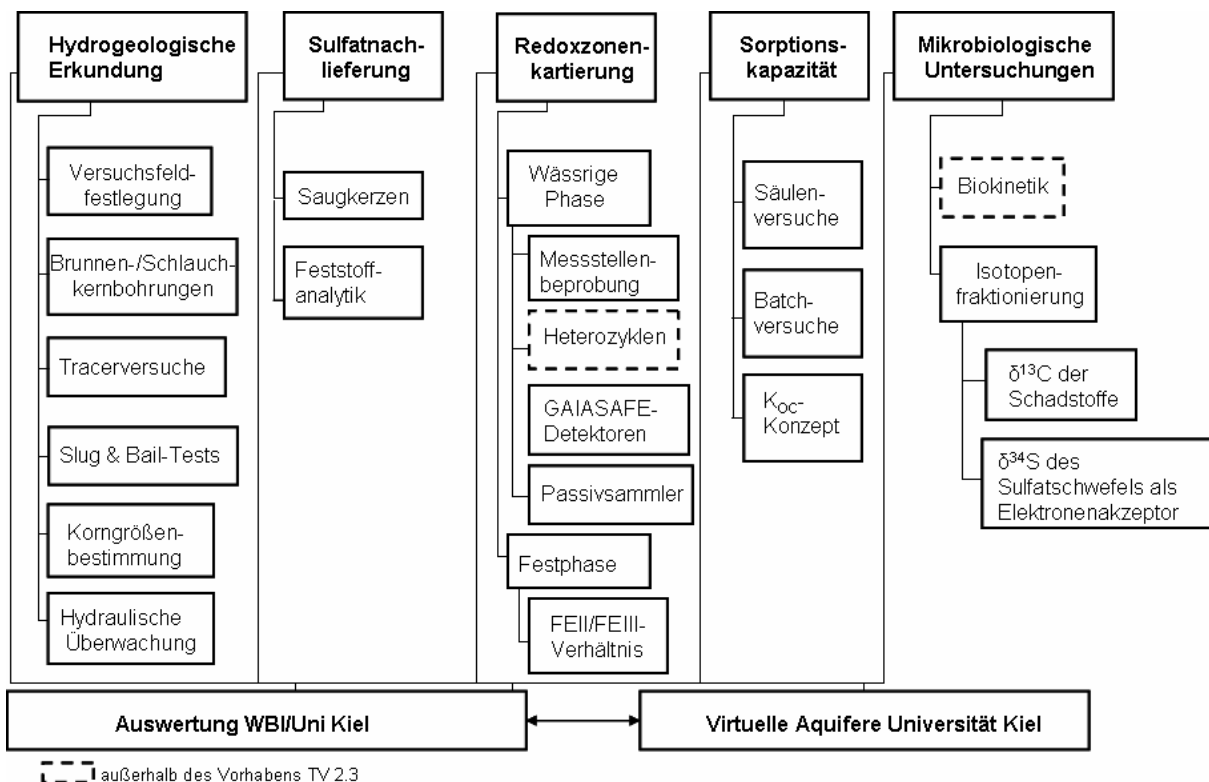 Hydrogeologische
Erkundung
Versuchsfeld-
festlegung
Brunnen-/Schlauch-
kernbohrungen
Tracerversuche
Slug & Bail-Tests
Korngrößen-
bestimmung
Hydraulische
Überwachung
Sulfatnach-
lieferung
Saugkerzen
Feststoff-
analytik
Redoxzonen-
kartierung
Wässrige
Phase
Messstellen-
beprobung
Heterozyklen
GAIASAFE-
Detektoren
Passivsammler
Festphase
FEII/FEIII-
Verhältnis
Sorptions-
kapazität
Säulen-
versuche
Batch-
versuche
KOC-
Konzept
Mikrobiologische
Untersuchungen
Biokinetik
Isotopen-
fraktionierung
δ¹³C der
Schadstoffe
δ³⁴S des
Sulfatschwefels als
Elektronenakzeptor
Auswertung WBI/Uni Kiel
Virtuelle Aquifere Universität Kiel
außerhalb des Vorhabens TV 2.3